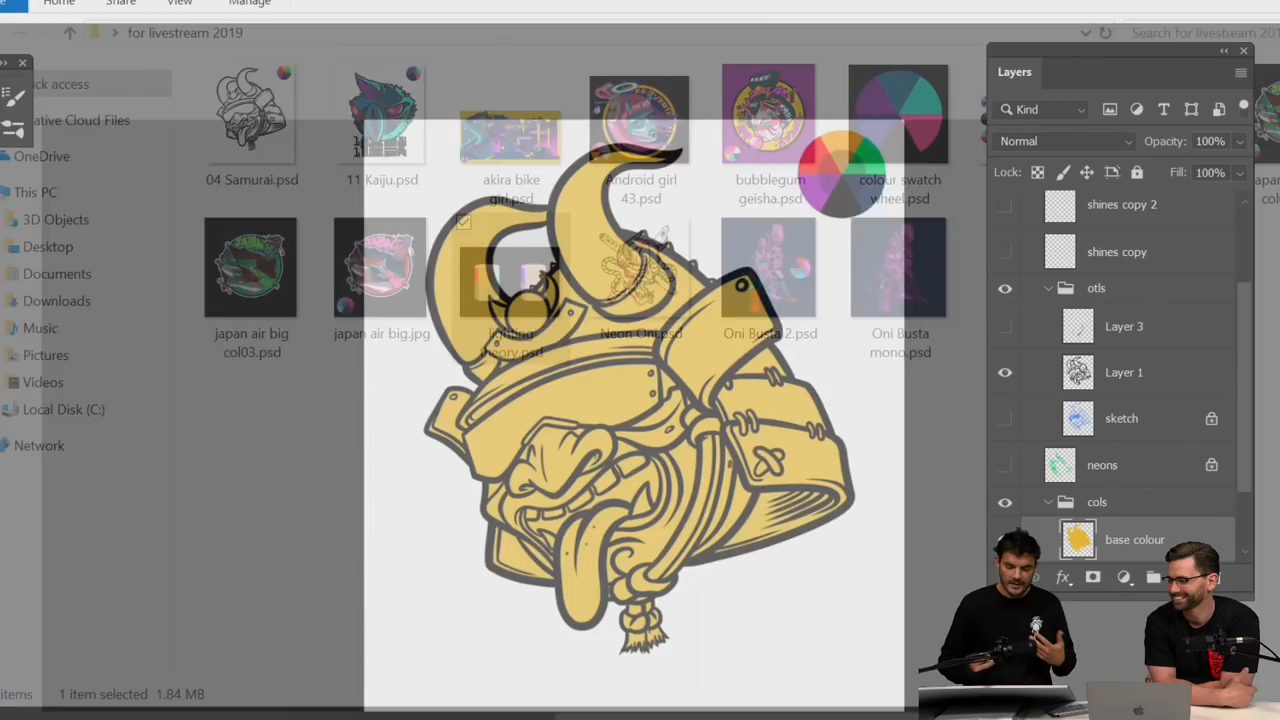 Home
Share
View
Manage
for livestream 2019
Search for livestream 2019
ck access
ative Cloud Files
OneDrive
This PC
3D Objects
Desktop
Documents
Downloads
Music
Pictures
Videos
Local Disk (C:)
Network
04 Samurai.psd
11 Kaiju.psd
akira bike
girl.psd
Android girl
43.psd
bubblegum
geisha.psd
colour swatch
wheel.psd
japan air big
col03.psd
japan air big.jpg
lighting
theory.psd
Neon Oni.psd
Oni Busta 2.psd
Oni Busta
mono.psd
items
1 item selected
1.84 MB
Layers
Kind
Normal
Opacity: 100%
Lock:
Fill: 100%
shines copy 2
shines copy
otls
Layer 3
Layer 1
sketch
neons
cols
base colour
fx